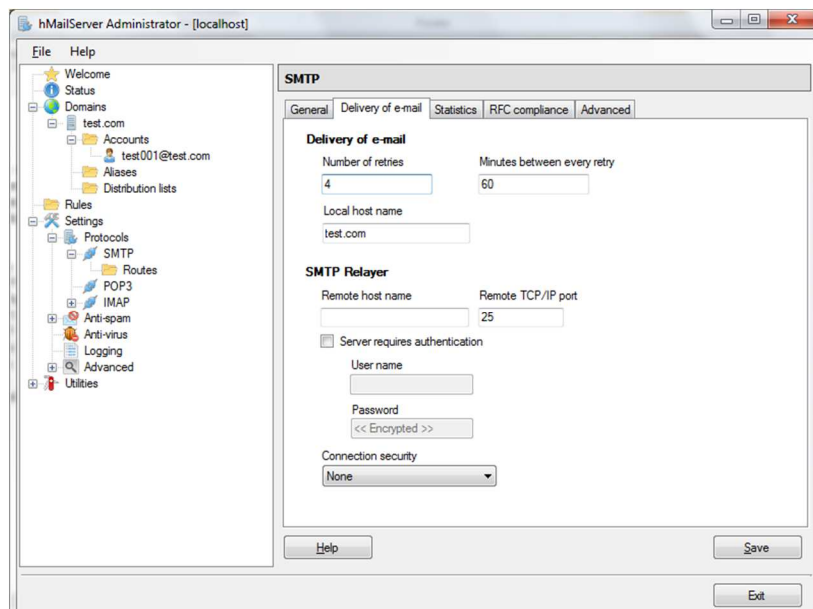 hMailServer Administrator - [localhost]
File Help
Welcome
Status
Domains
test.com
Accounts
test001@test.com
Aliases
Distribution lists
Rules
Settings
Protocols
SMTP
Routes
POP3
IMAP
Anti-spam
Anti-virus
Logging
Advanced
Utilities
SMTP
General Delivery of e-mail Statistics RFC compliance Advanced
Delivery of e-mail
Number of retries Minutes between every retry
4 60
Local host name
test.com
SMTP Relayer
Remote host name Remote TCP/IP port
25
Server requires authentication
User name
Password
<< Encrypted >>
Connection security
None
Help Save
Exit